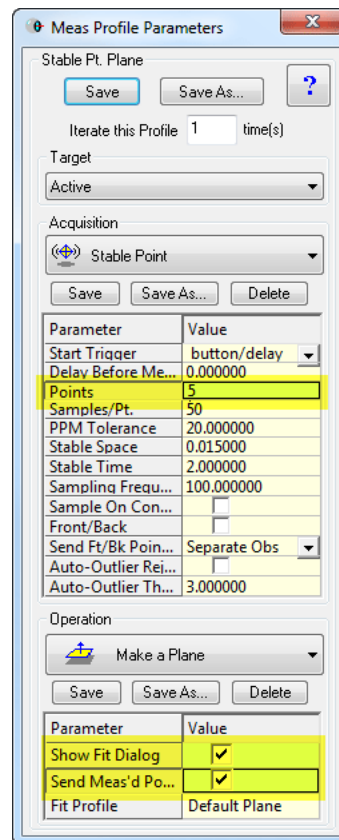 Meas Profile Parameters
Stable Pt. Plane
Save Save As... ?
Iterate this Profile 1 time(s)
Target
Active
Acquisition
Stable Point
Save Save As... Delete
Parameter Value
Start Trigger button/delay
Delay Before Me... 0.000000
Points 5
Samples/Pt. 50
PPM Tolerance 20.000000
Stable Space 0.015000
Stable Time 2.000000
Sampling Frequ... 100.000000
Sample On Con...
Front/Back
Send Ft/Bk Poin... Separate Obs
Auto-Outlier Rej...
Auto-Outlier Th... 3.000000
Operation
Make a Plane
Save Save As... Delete
Parameter Value
Show Fit Dialog
Send Meas'd Po...
Fit Profile Default Plane